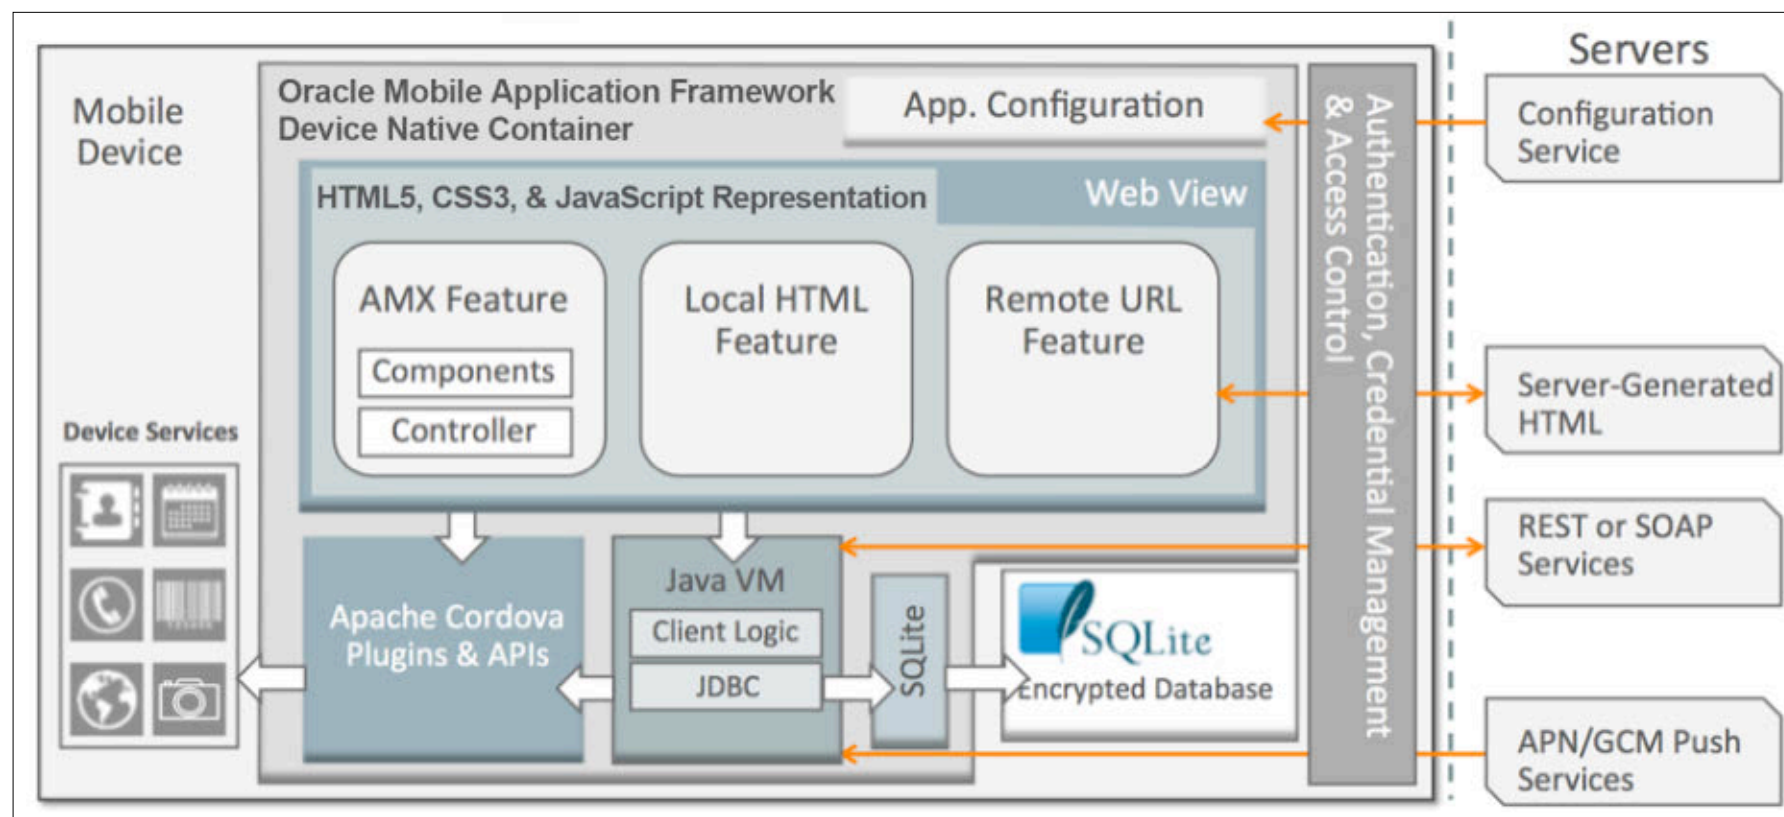 Mobile
Device
Oracle Mobile Application Framework
Device Native Container
App. Configuration
HTML5, CSS3, & JavaScript Representation
Web View
AMX Feature
Components
Controller
Local HTML
Feature
Remote URL
Feature
Device Services
Apache Cordova
Plugins & APIs
Java VM
Client Logic
JDBC
SQLite
SQLite
Encrypted Database
Authentication, Credential Management
& Access Control
Servers
Configuration
Service
Server-Generated
HTML
REST or SOAP
Services
APN/GCM Push
Services